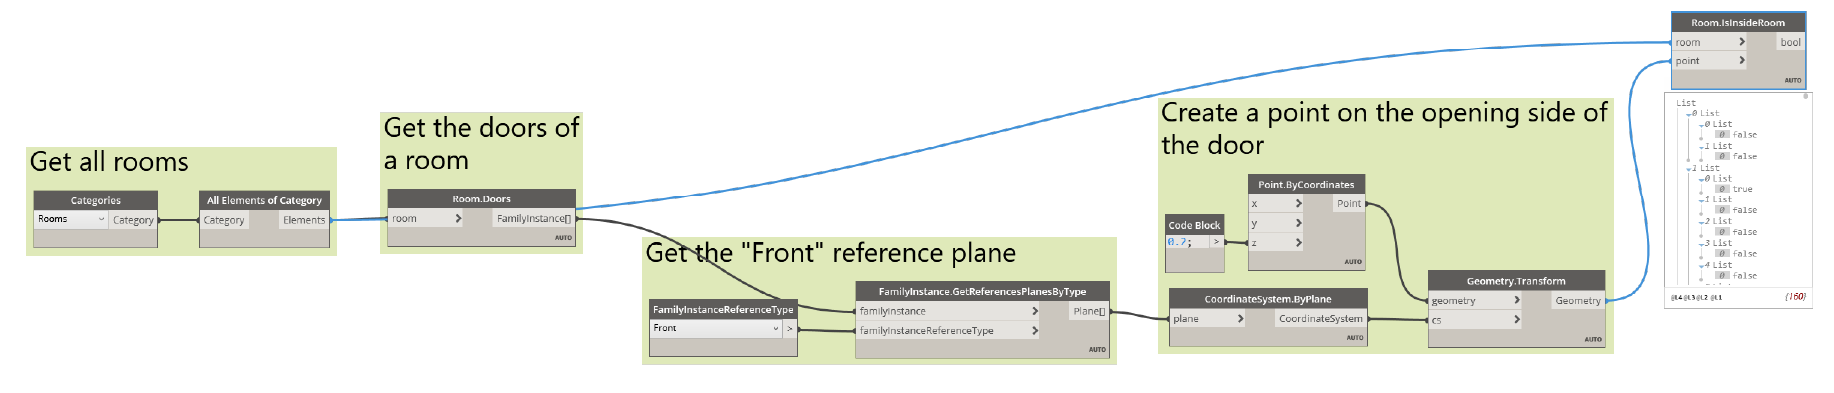 Get all rooms
Categories
Rooms
Category
All Elements of Category
Category
Elements
Get the doors of
a room
Room.Doors
room
>
FamilyInstance[]
AUTO
Get the "Front" reference plane
FamilyInstanceReferenceType
Front
>
FamilyInstance.GetReferencesPlanesByType
familyInstance
>
Plane[]
familyInstanceReferenceType
>
AUTO
Create a point on the opening side of
the door
Code Block
0.2;
>
Point.ByCoordinates
x
>
Point
y
>
z
>
AUTO
CoordinateSystem.ByPlane
plane
>
CoordinateSystem
AUTO
Geometry.Transform
geometry
>
Geometry
cs
>
AUTO
Room.IsInsideRoom
room
>
bool
point
>
AUTO
List
0 List
0 List
0 false
1 List
0 false
1 List
0 List
0 true
1 List
0 false
2 List
0 false
3 List
0 false
4 List
0 false
@L4 @L3 @L2 @L1
{160}